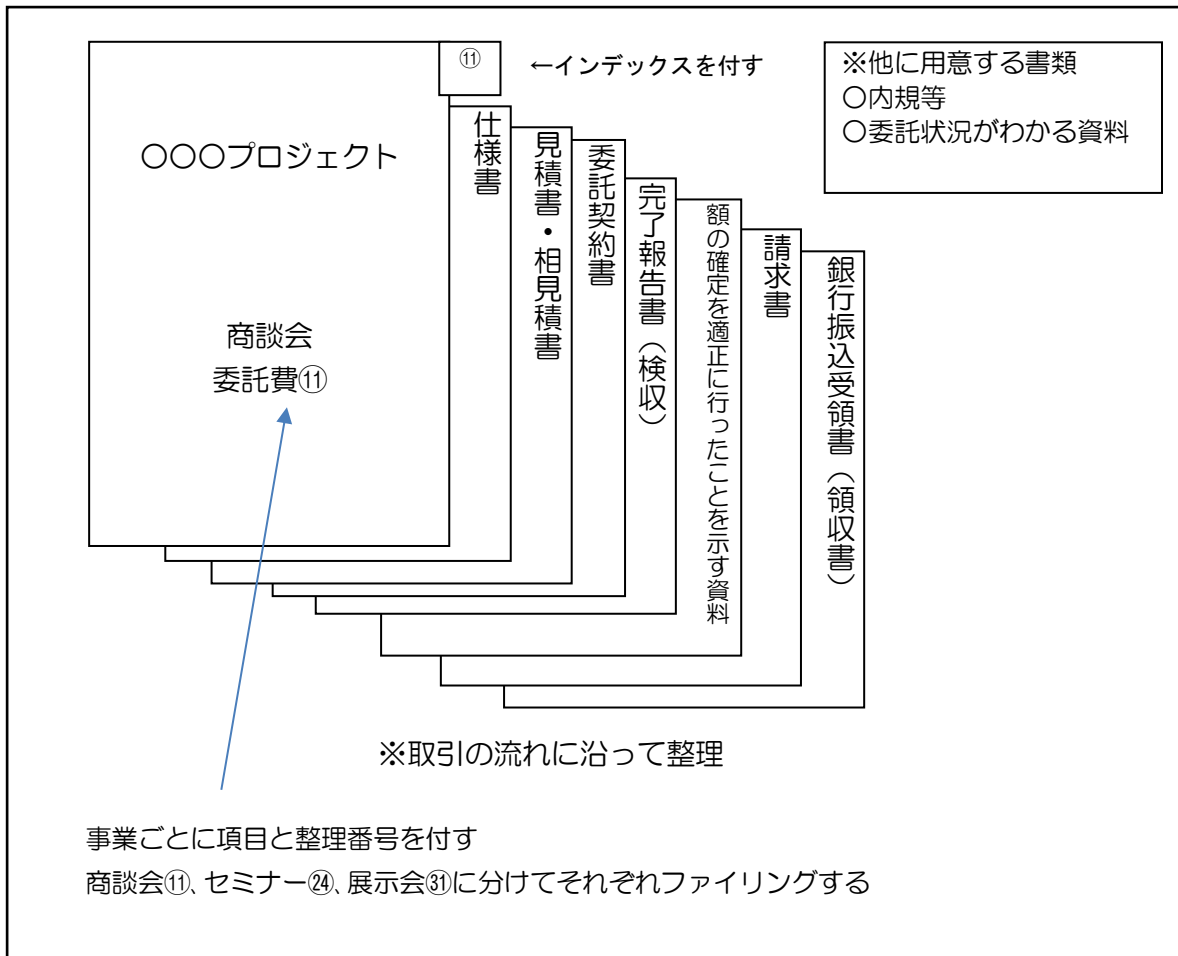 ⑪
←インデックスを付す
※他に用意する書類
〇内規等
〇委託状況がわかる資料
〇〇〇プロジェクト
商談会
委託費⑪
仕様書
見積書・相見積書
委託契約書
完了報告書（検収）
額の確定を適正に行ったことを示す資料
請求書
銀行振込受領書（領収書）
※取引の流れに沿って整理
事業ごとに項目と整理番号を付す
商談会⑪、セミナー㉔、展示会㉛に分けてそれぞれファイリングする